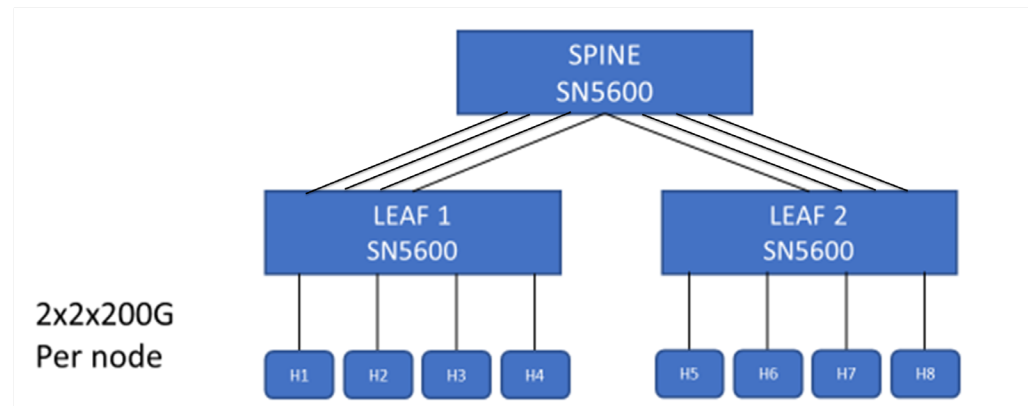 SPINE
SN5600
LEAF 1
SN5600
LEAF 2
SN5600
2x2x200G
Per node
H1
H2
H3
H4
H5
H6
H7
H8